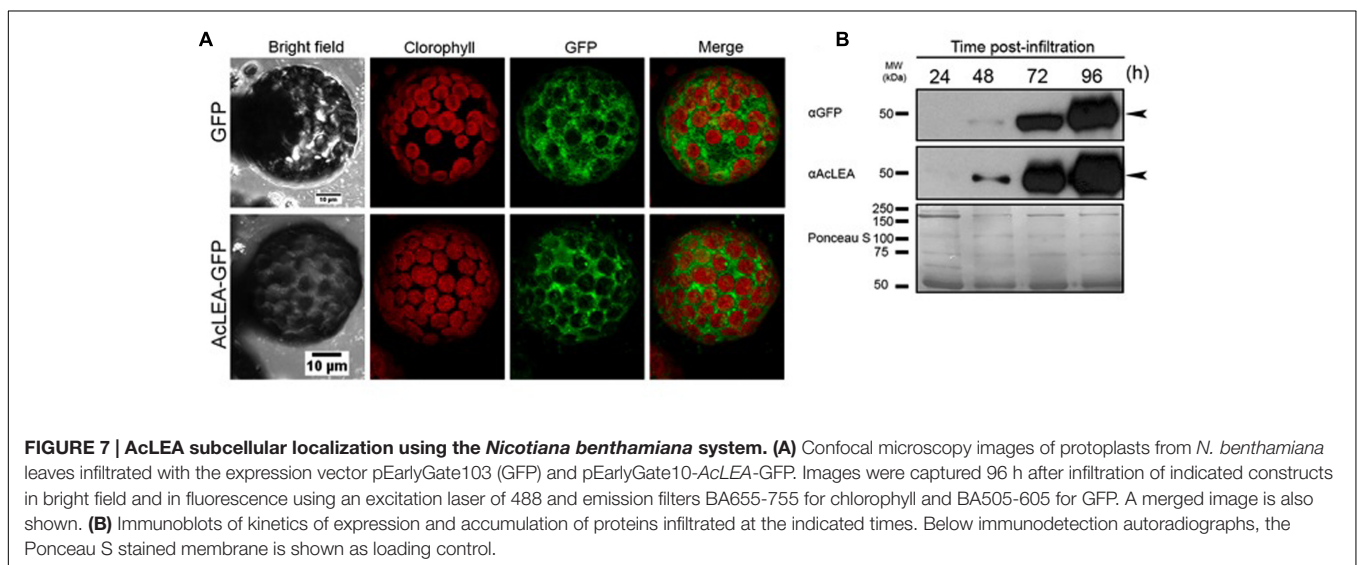 A
Bright field
Clorophyll
GFP
Merge
GFP
10 µm
AcLEA-GFP
10 µm
B
Time post-infiltration
MW
(kDa)
24 48 72 96 (h)
αGFP
50
αAcLEA
50
250
150
Ponceau S 100
75
50
FIGURE 7 | AcLEA subcellular localization using the Nicotiana benthamiana system. (A) Confocal microscopy images of protoplasts from N. benthamiana
leaves infiltrated with the expression vector pEarlyGate103 (GFP) and pEarlyGate10-AcLEA-GFP. Images were captured 96 h after infiltration of indicated constructs
in bright field and in fluorescence using an excitation laser of 488 and emission filters BA655-755 for chlorophyll and BA505-605 for GFP. A merged image is also
shown. (B) Immunoblots of kinetics of expression and accumulation of proteins infiltrated at the indicated times. Below immunodetection autoradiographs, the
Ponceau S stained membrane is shown as loading control.